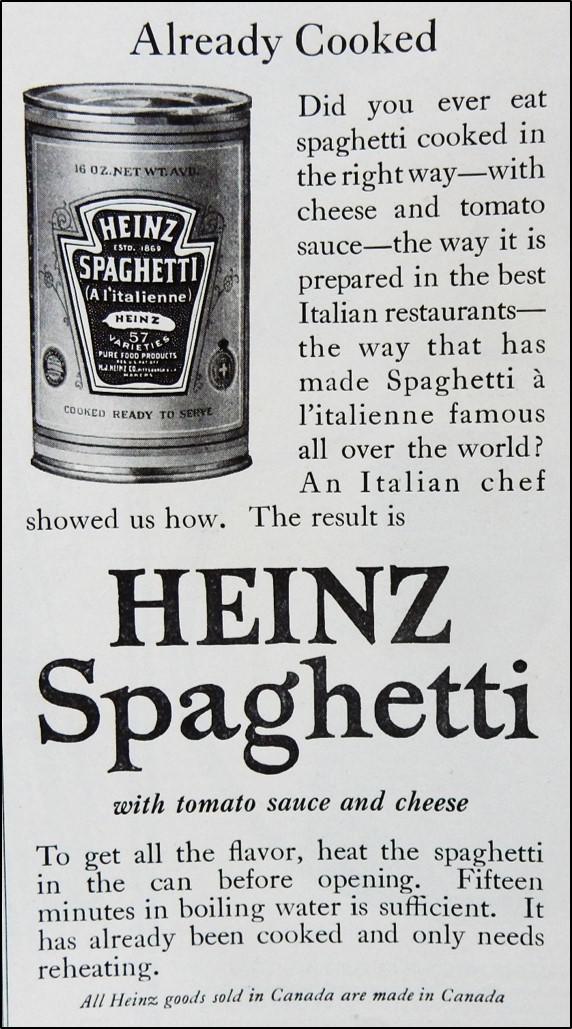 Already Cooked
16 OZ. NET WT. AVD.
HEINZ
ESTD. 1869
SPAGHETTI
(A l'italienne)
HEINZ
57
VARIETIES
PURE FOOD PRODUCTS
MAKERS
COOKED READY TO SERVE
Did you ever eat
spaghetti cooked in
the right way—with
cheese and tomato
sauce—the way it is
prepared in the best
Italian restaurants—
the way that has
made Spaghetti à
l'italienne famous
all over the world?
An Italian chef
showed us how. The result is
HEINZ
Spaghetti
with tomato sauce and cheese
To get all the flavor, heat the spaghetti
in the can before opening. Fifteen
minutes in boiling water is sufficient. It
has already been cooked and only needs
reheating.
All Heinz goods sold in Canada are made in Canada